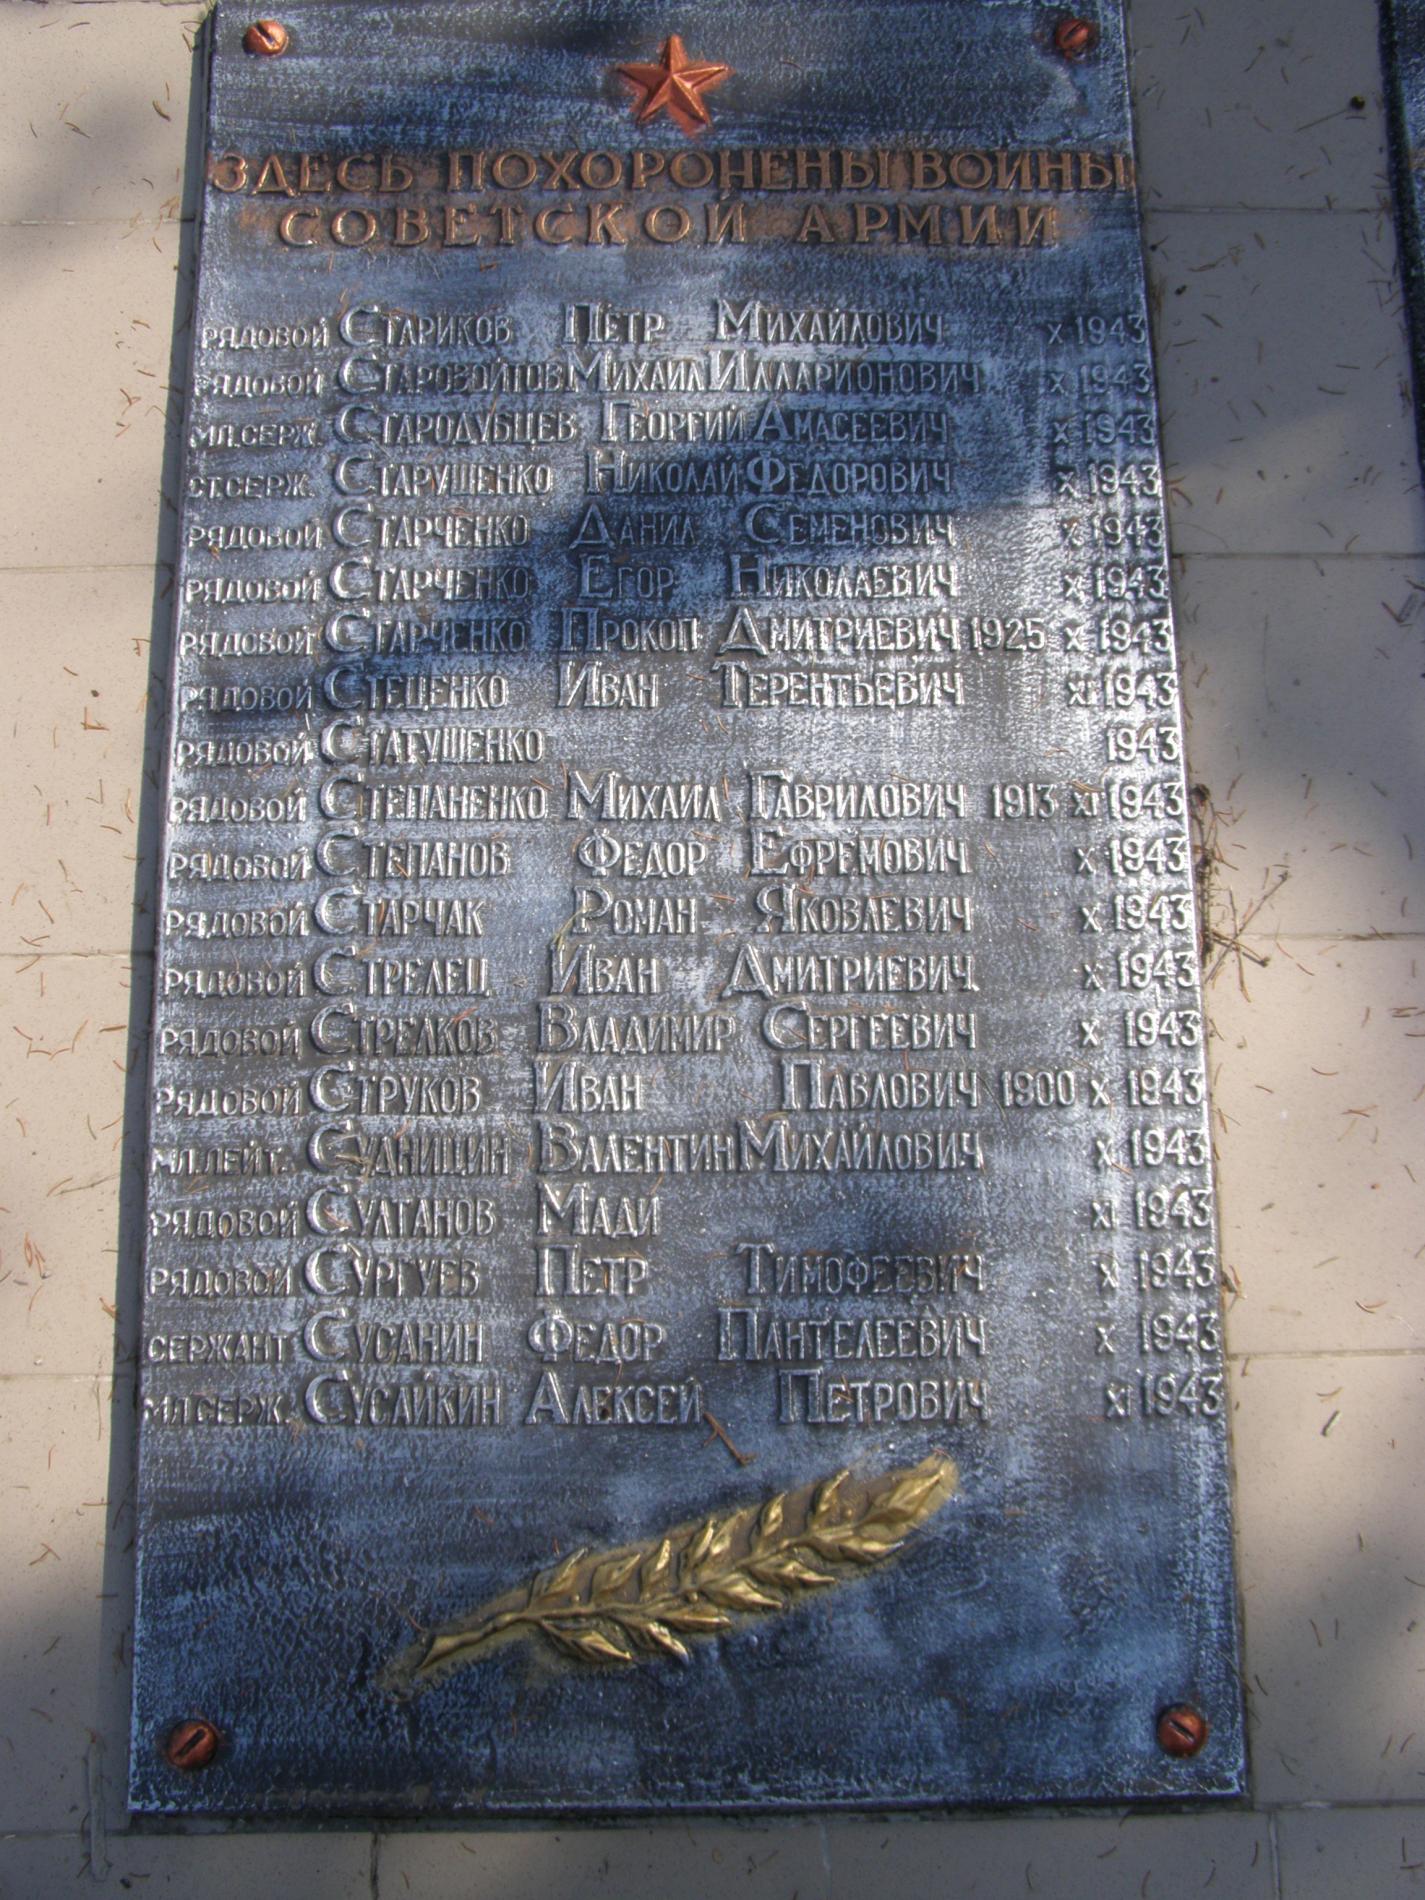 ЗДЕСЬ ПОХОРОНЕНЫ ВОИНЫ
СОВЕТСКОЙ АРМИИ
РЯДОВОЙ СТАРИКОВ ПЕТР МИХАЙЛОВИЧ X 1943
РЯДОВОЙ СТАРОВОЙТОВ МИХАИЛ ИЛЛАРИОНОВИЧ X 1943
МЛ.СЕРЖ. СТАРОДУБЦЕВ ГЕОРГИЙ АМАСЕЕВИЧ X 1943
СТ.СЕРЖ. СТАРУШЕНКО НИКОЛАЙ ФЕДОРОВИЧ X 1943
РЯДОВОЙ СТАРЧЕНКО ДАНИЛ СЕМЕНОВИЧ X 1943
РЯДОВОЙ СТАРЧЕНКО ЕГОР НИКОЛАЕВИЧ X 1943
РЯДОВОЙ СТАРЧЕНКО ПРОКОП ДМИТРИЕВИЧ 1925 X 1943
РЯДОВОЙ СТЕЦЕНКО ИВАН ТЕРЕНТЬЕВИЧ XI 1943
РЯДОВОЙ СТАТУШЕНКО 1943
РЯДОВОЙ СТЕПАНЕНКО МИХАИЛ ГАВРИЛОВИЧ 1913 XI 1943
РЯДОВОЙ СТЕПАНОВ ФЕДОР ЕФРЕМОВИЧ X 1943
РЯДОВОЙ СТАРЧАК РОМАН ЯКОВЛЕВИЧ X 1943
РЯДОВОЙ СТРЕЛЕЦ ИВАН ДМИТРИЕВИЧ X 1943
РЯДОВОЙ СТРЕЛКОВ ВЛАДИМИР СЕРГЕЕВИЧ X 1943
РЯДОВОЙ СТРУКОВ ИВАН ПАВЛОВИЧ 1900 X 1943
МЛ.ЛЕЙТ. СУДНИЩИН ВАЛЕНТИН МИХАЙЛОВИЧ X 1943
РЯДОВОЙ СУЛТАНОВ МАДИ XI 1943
РЯДОВОЙ СУРГУЕВ ПЕТР ТИМОФЕЕВИЧ X 1943
СЕРЖАНТ СУСАНИН ФЕДОР ПАНТЕЛЕЕВИЧ X 1943
МЛ.СЕРЖ. СУСАЙКИН АЛЕКСЕЙ ПЕТРОВИЧ XI 1943